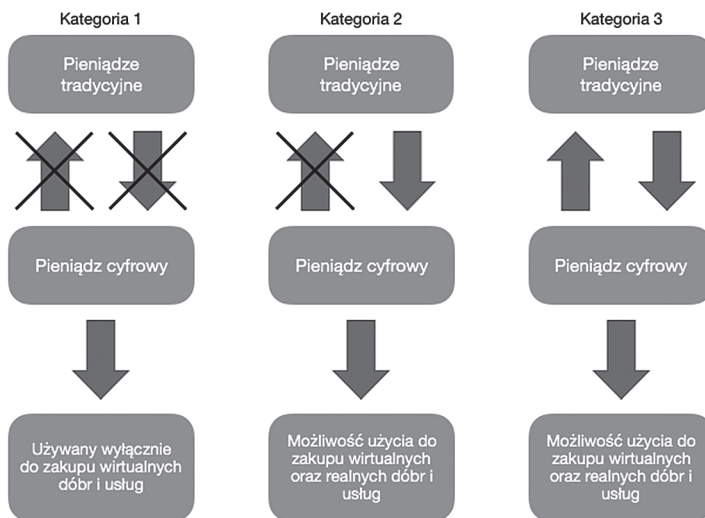 Kategoria 1
Pieniądze
tradycyjne
Pieniądz cyfrowy
Używany wyłącznie
do zakupu wirtualnych
dóbr i usług
Kategoria 2
Pieniądze
tradycyjne
Pieniądz cyfrowy
Możliwość użycia do
zakupu wirtualnych
oraz realnych dóbr i
usług
Kategoria 3
Pieniądze
tradycyjne
Pieniądz cyfrowy
Możliwość użycia do
zakupu wirtualnych
oraz realnych dóbr i
usług